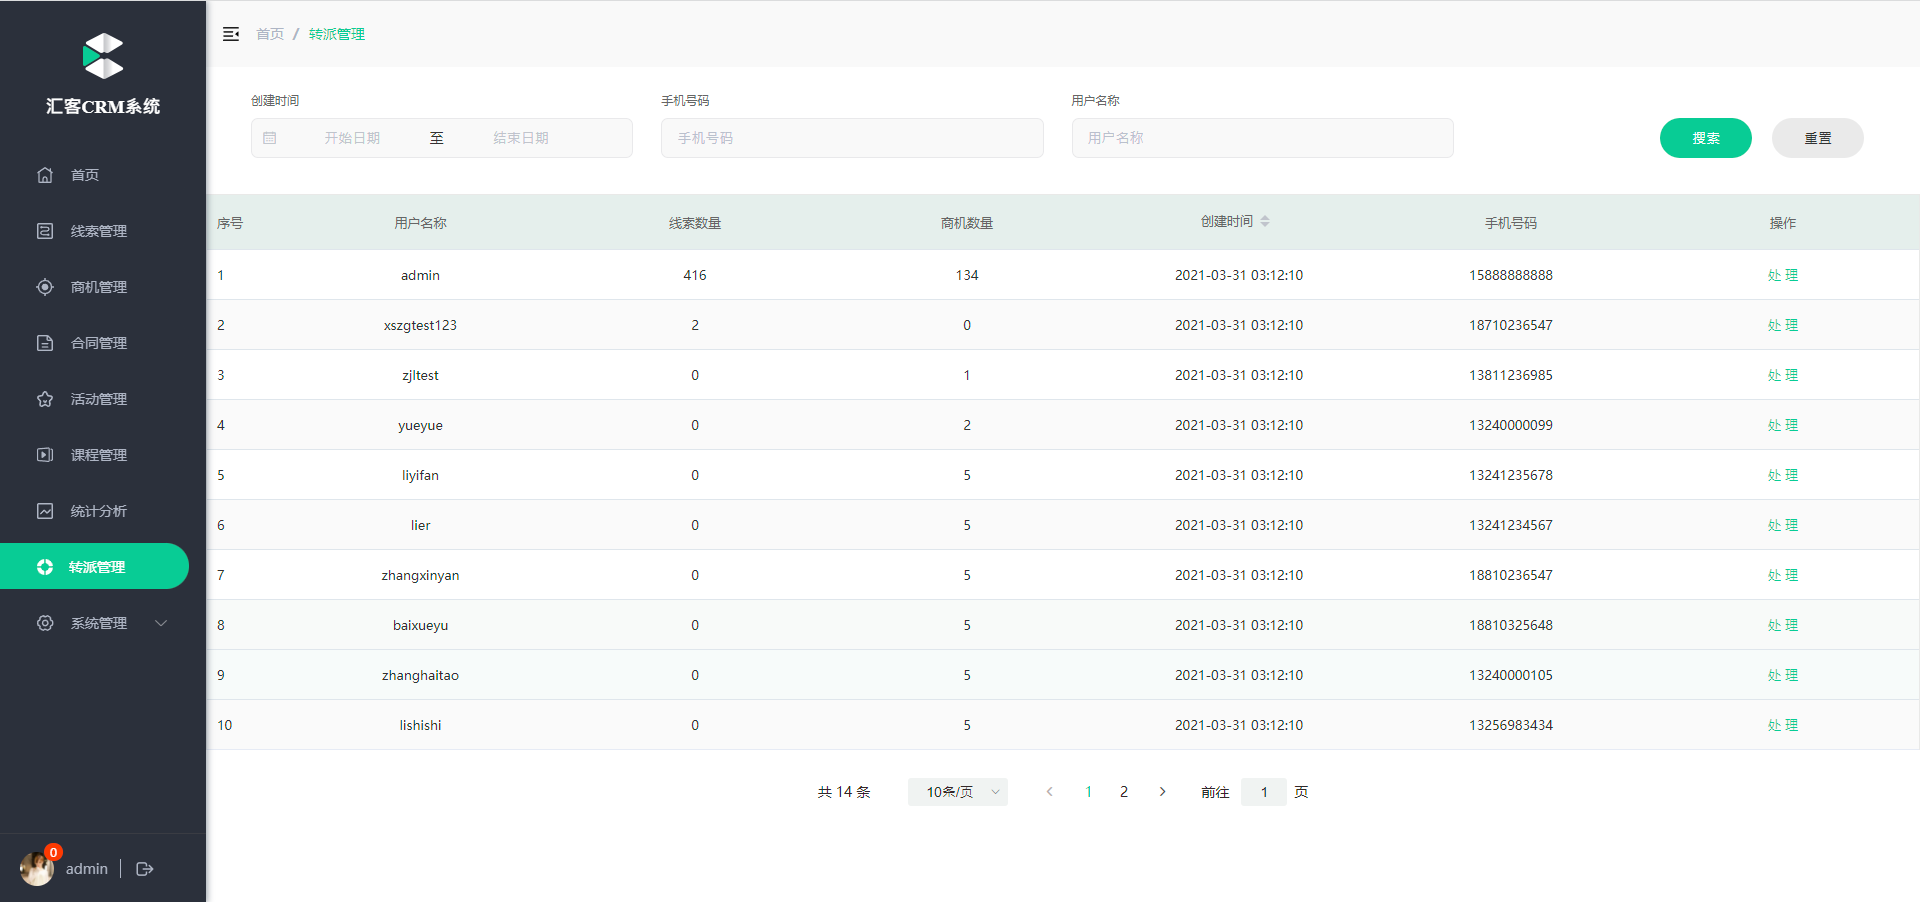 汇客CRM系统
首页
线索管理
商机管理
合同管理
活动管理
课程管理
统计分析
转派管理
系统管理
0
admin
首页 / 转派管理
创建时间 手机号码 用户名称
开始日期 至 结束日期 手机号码 用户名称 搜索 重置
序号 用户名称 线索数量 商机数量 创建时间 手机号码 操作
1 admin 416 134 2021-03-31 03:12:10 15888888888 处 理
2 xszgtest123 2 0 2021-03-31 03:12:10 18710236547 处 理
3 zjltest 0 1 2021-03-31 03:12:10 13811236985 处 理
4 yueyue 0 2 2021-03-31 03:12:10 13240000099 处 理
5 liyifan 0 5 2021-03-31 03:12:10 13241235678 处 理
6 lier 0 5 2021-03-31 03:12:10 13241234567 处 理
7 zhangxinyan 0 5 2021-03-31 03:12:10 18810236547 处 理
8 baixueyu 0 5 2021-03-31 03:12:10 18810325648 处 理
9 zhanghaitao 0 5 2021-03-31 03:12:10 13240000105 处 理
10 lishishi 0 5 2021-03-31 03:12:10 13256983434 处 理
共 14 条 10条/页 1 2 前往 1 页